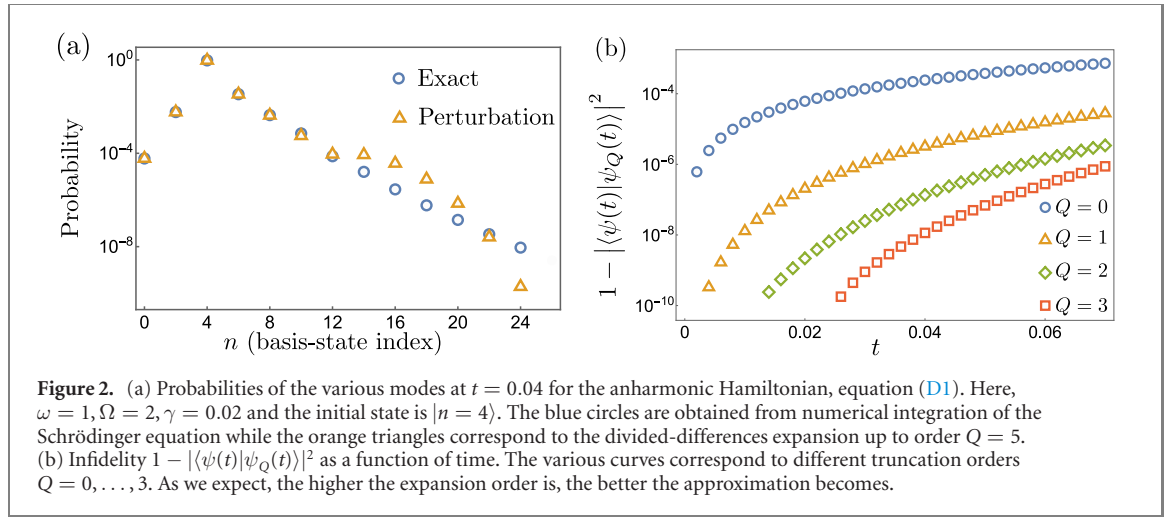 (a)
10⁰
10⁻⁴
10⁻⁸
Probability
Exact
Perturbation
0 4 8 12 16 20 24
n (basis-state index)
(b)
10⁻⁴
10⁻⁶
10⁻⁸
10⁻¹⁰
1 − |⟨ψ(t)|ψ_Q(t)⟩|²
Q = 0
Q = 1
Q = 2
Q = 3
0.02 0.04 0.06
t
Figure 2. (a) Probabilities of the various modes at t = 0.04 for the anharmonic Hamiltonian, equation (D1). Here,
ω = 1, Ω = 2, γ = 0.02 and the initial state is |n = 4⟩. The blue circles are obtained from numerical integration of the
Schrödinger equation while the orange triangles correspond to the divided-differences expansion up to order Q = 5.
(b) Infidelity 1 − |⟨ψ(t)|ψ_Q(t)⟩|² as a function of time. The various curves correspond to different truncation orders
Q = 0, . . . , 3. As we expect, the higher the expansion order is, the better the approximation becomes.